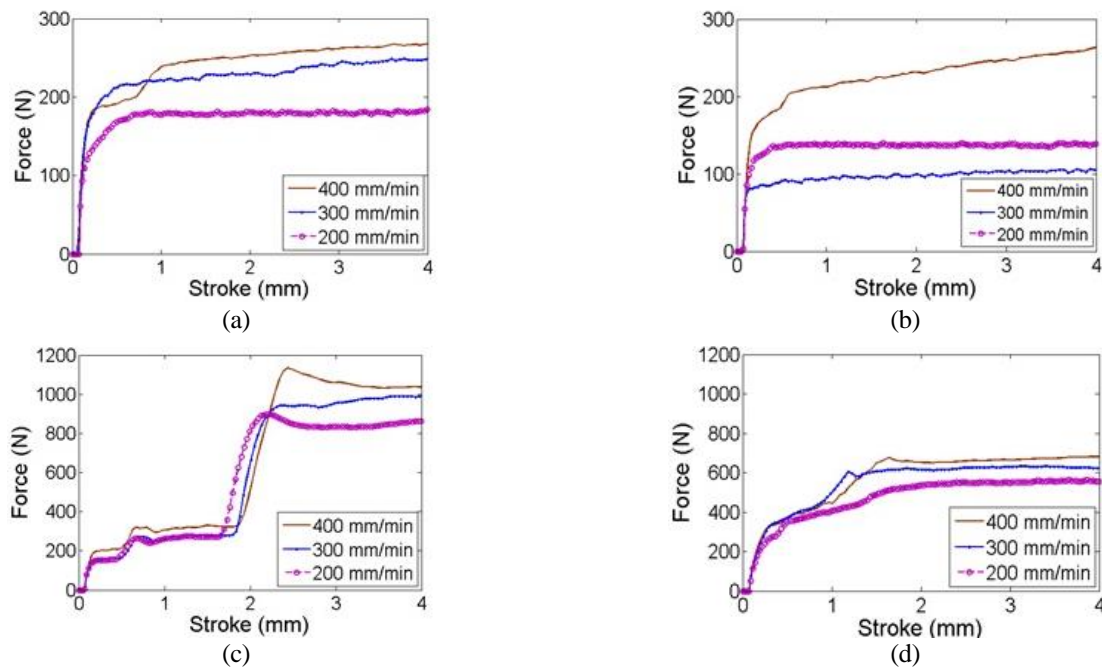 300
200
100
0
Force (N)
400 mm/min
300 mm/min
200 mm/min
0 1 2 3 4
Stroke (mm)
(a)
300
200
100
0
Force (N)
400 mm/min
300 mm/min
200 mm/min
0 1 2 3 4
Stroke (mm)
(b)
1200
1000
800
600
400
200
0
Force (N)
400 mm/min
300 mm/min
200 mm/min
0 1 2 3 4
Stroke (mm)
(c)
1200
1000
800
600
400
200
0
Force (N)
400 mm/min
300 mm/min
200 mm/min
0 1 2 3 4
Stroke (mm)
(d)